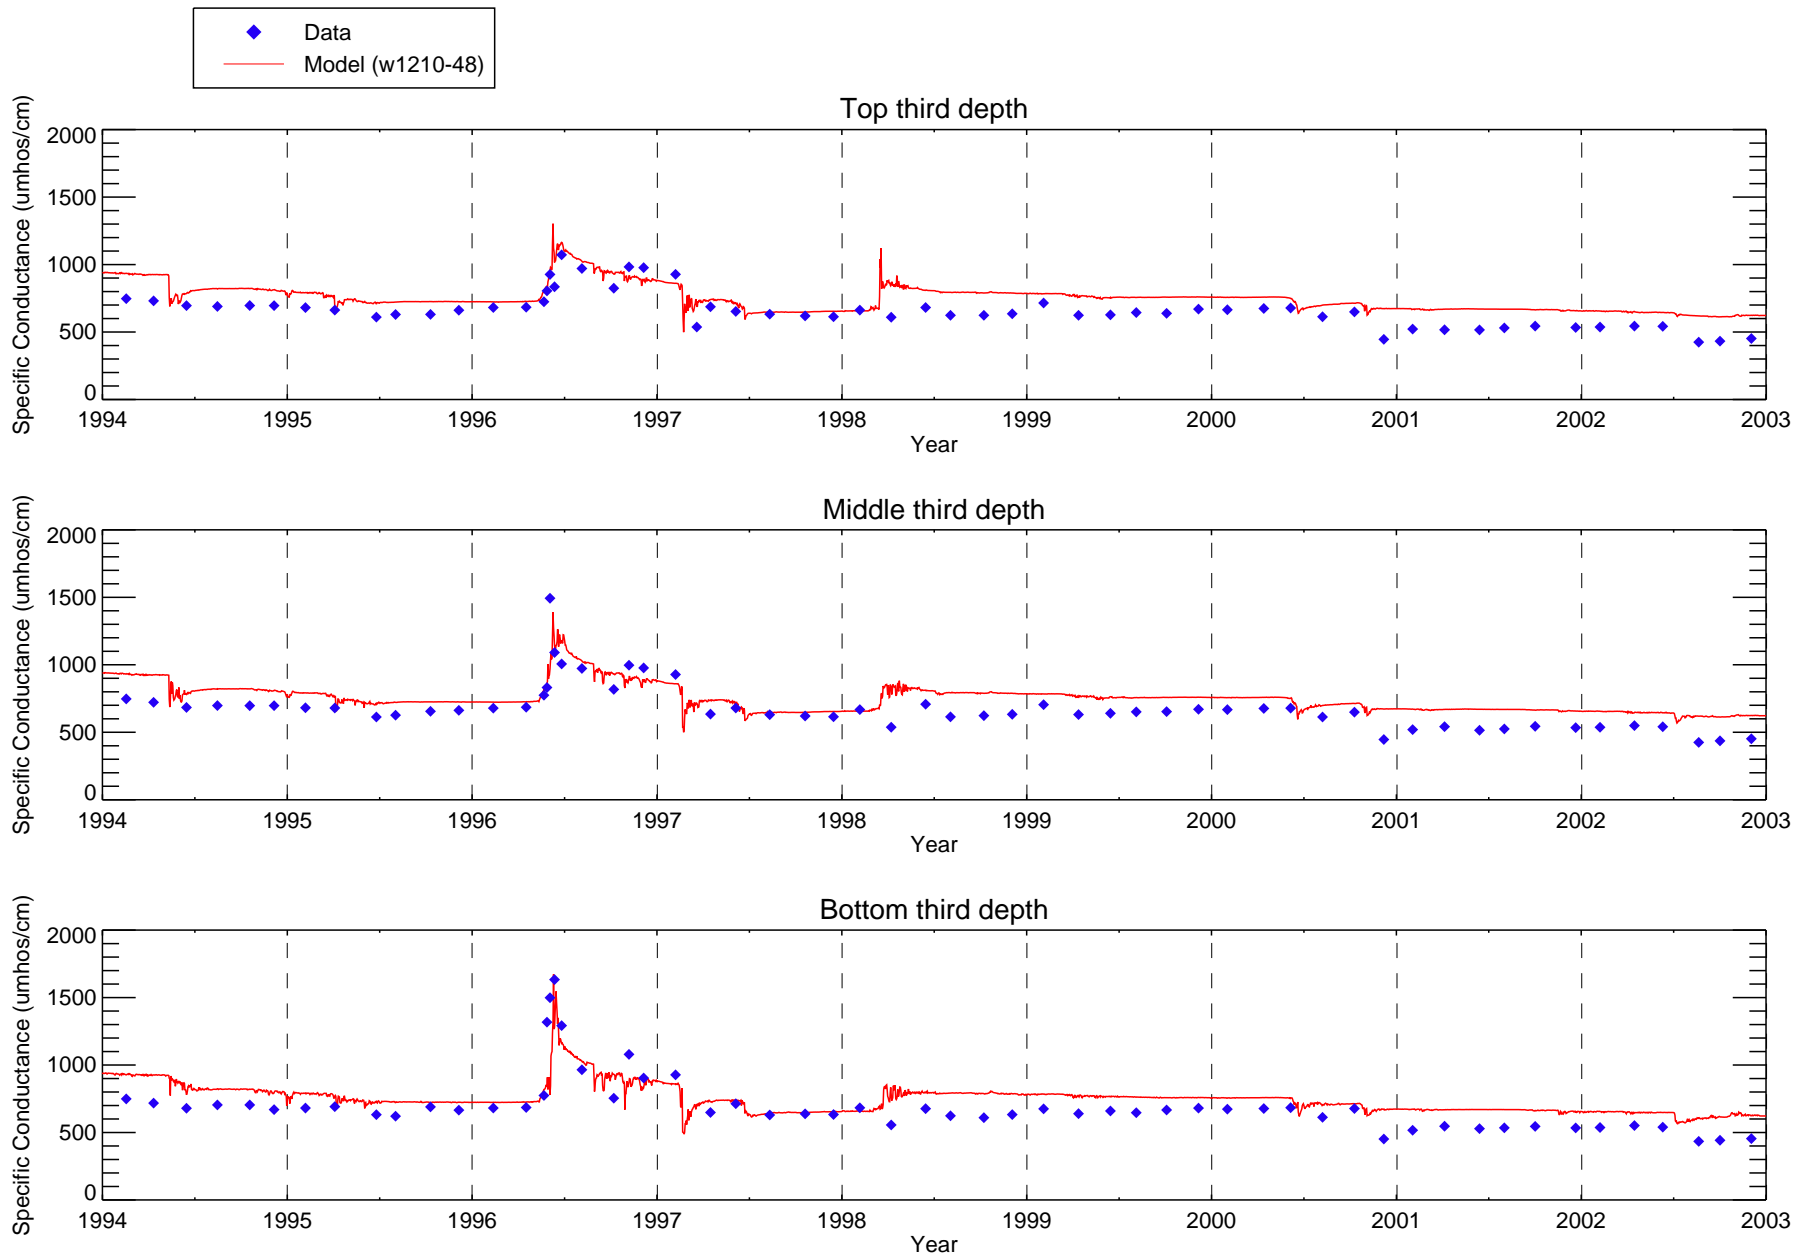 Data
Model (w1210-48)
Top third depth
Specific Conductance (umhos/cm)
2000
1500
1000
500
0
1994 1995 1996 1997 1998 1999 2000 2001 2002 2003
Year
Middle third depth
Specific Conductance (umhos/cm)
2000
1500
1000
500
0
1994 1995 1996 1997 1998 1999 2000 2001 2002 2003
Year
Bottom third depth
Specific Conductance (umhos/cm)
2000
1500
1000
500
0
1994 1995 1996 1997 1998 1999 2000 2001 2002 2003
Year